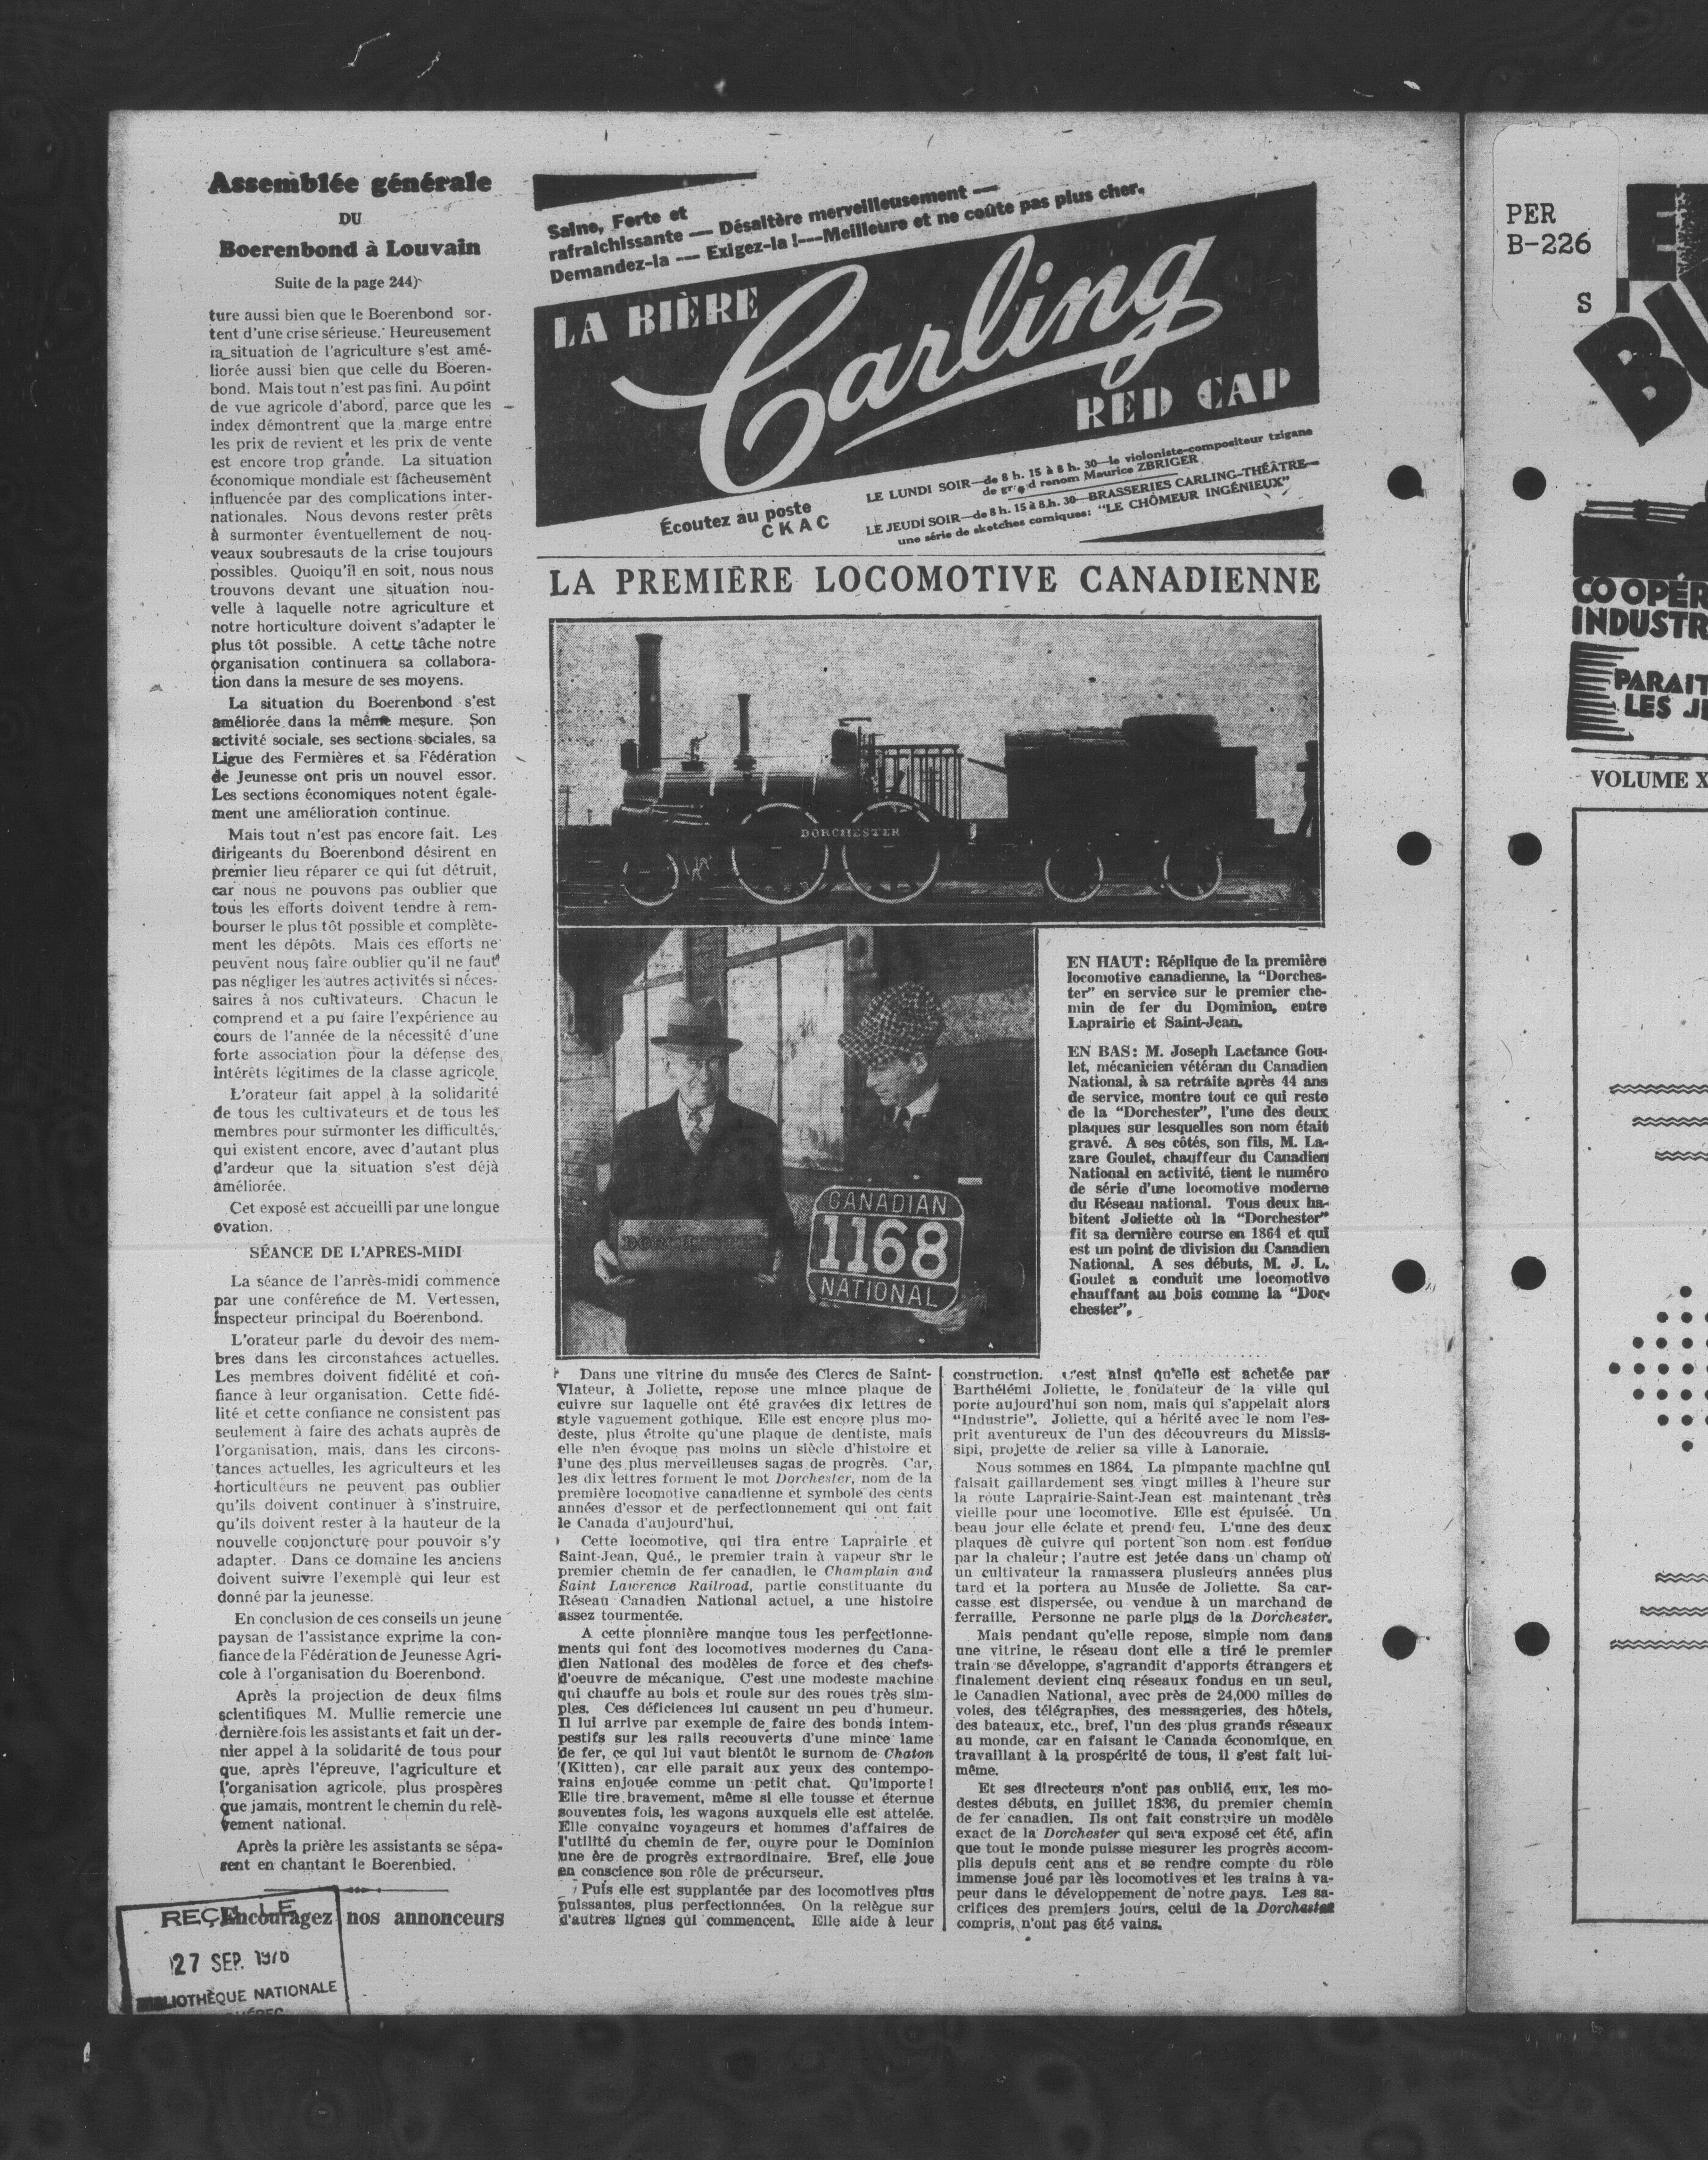 Assemblée générale
DU
Boerenbond à Louvain
Suite de la page 244)
ture aussi bien que le Boerenbond sor-
tent d'une crise sérieuse. Heureusement
la situation de l'agriculture s'est amé-
liorée aussi bien que celle du Boeren-
bond. Mais tout n'est pas fini. Au point
de vue agricole d'abord, parce que les
index démontrent que la marge entre
les prix de revient et les prix de vente
est encore trop grande. La situation
économique mondiale est fâcheusement
influencée par des complications inter-
nationales. Nous devons rester prêts
à surmonter éventuellement de nou-
veaux soubresauts de la crise toujours
possibles. Quoiqu'il en soit, nous nous
trouvons devant une situation nou-
velle à laquelle notre agriculture et
notre horticulture doivent s'adapter le
plus tôt possible. A cette tâche notre
organisation continuera sa collabora-
tion dans la mesure de ses moyens.
La situation du Boerenbond s'est
améliorée dans la même mesure. Son
activité sociale, ses sections sociales, sa
Ligue des Fermières et sa Fédération
de Jeunesse ont pris un nouvel essor.
Les sections économiques notent égale-
ment une amélioration continue.
Mais tout n'est pas encore fait. Les
dirigeants du Boerenbond désirent en
premier lieu réparer ce qui fut détruit,
car nous ne pouvons pas oublier que
tous les efforts doivent tendre à rem-
bourser le plus tôt possible et complète-
ment les dépôts. Mais ces efforts ne
peuvent nous faire oublier qu'il ne faut
pas négliger les autres activités si néces-
saires à nos cultivateurs. Chacun le
comprend et a pu faire l'expérience au
cours de l'année de la nécessité d'une
forte association pour la défense des
intérêts légitimes de la classe agricole.
L'orateur fait appel à la solidarité
de tous les cultivateurs et de tous les
membres pour surmonter les difficultés,
qui existent encore, avec d'autant plus
d'ardeur que la situation s'est déjà
améliorée.
Cet exposé est accueilli par une longue
ovation.
SÉANCE DE L'APRES-MIDI
La séance de l'après-midi commence
par une conférence de M. Vertessen,
Inspecteur principal du Boerenbond.
L'orateur parle du devoir des mem-
bres dans les circonstances actuelles.
Les membres doivent fidélité et con-
fiance à leur organisation. Cette fidé-
lité et cette confiance ne consistent pas
seulement à faire des achats auprès de
l'organisation, mais, dans les circons-
tances actuelles, les agriculteurs et les
horticulteurs ne peuvent pas oublier
qu'ils doivent continuer à s'instruire,
qu'ils doivent rester à la hauteur de la
nouvelle conjoncture pour pouvoir s'y
adapter. Dans ce domaine les anciens
doivent suivre l'exemple qui leur est
donné par la jeunesse.
En conclusion de ces conseils un jeune
paysan de l'assistance exprime la con-
fiance de la Fédération de Jeunesse Agri-
cole à l'organisation du Boerenbond.
Après la projection de deux films
scientifiques M. Mullie remercie une
dernière fois les assistants et fait un der-
nier appel à la solidarité de tous pour
que, après l'épreuve, l'agriculture et
l'organisation agricole, plus prospères
que jamais, montrent le chemin du relè-
vement national.
Après la prière les assistants se sépa-
rent en chantant le Boerenbied.
Encouragez nos annonceurs
REÇU LE
27 SEP. 1976
BIBLIOTHÈQUE NATIONALE
Saine, Forte et
rafraichissante — Désaltère merveilleusement —
Demandez-la — Exigez-la !---Meilleure et ne coûte pas plus cher.
LA BIÈRE
Carling
RED CAP
Écoutez au poste
CKAC
LE LUNDI SOIR—de 8 h. 15 à 8 h. 30—le violoniste-compositeur tzigane
de grand renom Maurice ZBRIGER
LE JEUDI SOIR—de 8 h. 15 à 8.h. 30—BRASSERIES CARLING-THÉÂTRE—
une série de sketches comiques: "LE CHÔMEUR INGÉNIEUX"
LA PREMIÈRE LOCOMOTIVE CANADIENNE
DORCHESTER
DORCHESTER
CANADIAN
1168
NATIONAL
EN HAUT: Réplique de la première
locomotive canadienne, la "Dorches-
ter" en service sur le premier che-
min de fer du Dominion, entre
Laprairie et Saint-Jean.
EN BAS: M. Joseph Lactance Gou-
let, mécanicien vétéran du Canadien
National, à sa retraite après 44 ans
de service, montre tout ce qui reste
de la "Dorchester", l'une des deux
plaques sur lesquelles son nom était
gravé. A ses côtés, son fils, M. La-
zare Goulet, chauffeur du Canadien
National en activité, tient le numéro
de série d'une locomotive moderne
du Réseau national. Tous deux ha-
bitent Joliette où la "Dorchester"
fit sa dernière course en 1864 et qui
est un point de division du Canadien
National. A ses débuts, M. J. L.
Goulet a conduit une locomotive
chauffant au bois comme la "Dor-
chester".
Dans une vitrine du musée des Clercs de Saint-
Viateur, à Joliette, repose une mince plaque de
cuivre sur laquelle ont été gravées dix lettres de
style vaguement gothique. Elle est encore plus mo-
deste, plus étroite qu'une plaque de dentiste, mais
elle n'en évoque pas moins un siècle d'histoire et
l'une des plus merveilleuses sagas de progrès. Car,
les dix lettres forment le mot Dorchester, nom de la
première locomotive canadienne et symbole des cents
années d'essor et de perfectionnement qui ont fait
le Canada d'aujourd'hui.
Cette locomotive, qui tira entre Laprairie et
Saint-Jean, Qué., le premier train à vapeur sur le
premier chemin de fer canadien, le Champlain and
Saint Lawrence Railroad, partie constituante du
Réseau Canadien National actuel, a une histoire
assez tourmentée.
A cette pionnière manque tous les perfectionne-
ments qui font des locomotives modernes du Cana-
dien National des modèles de force et des chefs-
d'oeuvre de mécanique. C'est une modeste machine
qui chauffe au bois et roule sur des roues très sim-
ples. Ces déficiences lui causent un peu d'humeur.
Il lui arrive par exemple de faire des bonds intem-
pestifs sur les rails recouverts d'une mince lame
de fer, ce qui lui vaut bientôt le surnom de Chaton
(Kitten), car elle parait aux yeux des contempo-
rains enjouée comme un petit chat. Qu'importe!
Elle tire bravement, même si elle tousse et éternue
souventes fois, les wagons auxquels elle est attelée.
Elle convainc voyageurs et hommes d'affaires de
l'utilité du chemin de fer, ouvre pour le Dominion
une ère de progrès extraordinaire. Bref, elle joue
en conscience son rôle de précurseur.
Puis elle est supplantée par des locomotives plus
puissantes, plus perfectionnées. On la relègue sur
d'autres lignes qui commencent. Elle aide à leur
construction. C'est ainsi qu'elle est achetée par
Barthélémi Joliette, le fondateur de la ville qui
porte aujourd'hui son nom, mais qui s'appelait alors
"Industrie". Joliette, qui a hérité avec le nom l'es-
prit aventureux de l'un des découvreurs du Missis-
sipi, projette de relier sa ville à Lanoraie.
Nous sommes en 1864. La pimpante machine qui
faisait gaillardement ses vingt milles à l'heure sur
la route Laprairie-Saint-Jean est maintenant très
vieille pour une locomotive. Elle est épuisée. Un
beau jour elle éclate et prend feu. L'une des deux
plaques de cuivre qui portent son nom est fondue
par la chaleur; l'autre est jetée dans un champ où
un cultivateur la ramassera plusieurs années plus
tard et la portera au Musée de Joliette. Sa car-
casse est dispersée, ou vendue à un marchand de
ferraille. Personne ne parle plus de la Dorchester.
Mais pendant qu'elle repose, simple nom dans
une vitrine, le réseau dont elle a tiré le premier
train se développe, s'agrandit d'apports étrangers et
finalement devient cinq réseaux fondus en un seul,
le Canadien National, avec près de 24,000 milles de
voies, des télégraphes, des messageries, des hôtels,
des bateaux, etc., bref, l'un des plus grands réseaux
au monde, car en faisant le Canada économique, en
travaillant à la prospérité de tous, il s'est fait lui-
même.
Et ses directeurs n'ont pas oublié, eux, les mo-
destes débuts, en juillet 1836, du premier chemin
de fer canadien. Ils ont fait construire un modèle
exact de la Dorchester qui sera exposé cet été, afin
que tout le monde puisse mesurer les progrès accom-
plis depuis cent ans et se rendre compte du rôle
immense joué par les locomotives et les trains à va-
peur dans le développement de notre pays. Les sa-
crifices des premiers jours, celui de la Dorchester
compris, n'ont pas été vains.
PER
B-226
S
BU
COOPÉR
INDUSTR
PARAIT
LES J
VOLUME X